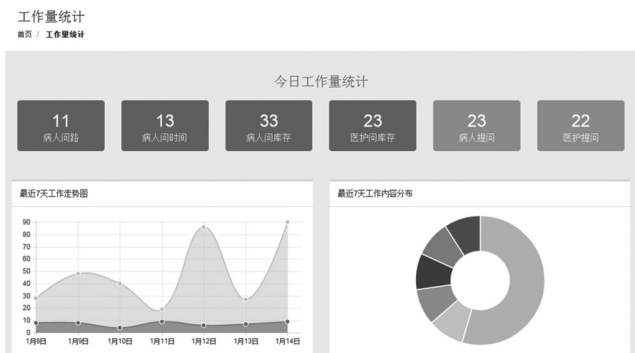 工作量统计
首页 / 工作量统计
今日工作量统计
11 13 33 23 23 22
病人问路 病人问时间 病人问库存 医护问库存 病人提问 医护提问
最近7天工作走势图 最近7天工作内容分布
90
80
70
60
50
40
30
20
10
0
1月8日 1月9日 1月10日 1月11日 1月12日 1月13日 1月14日